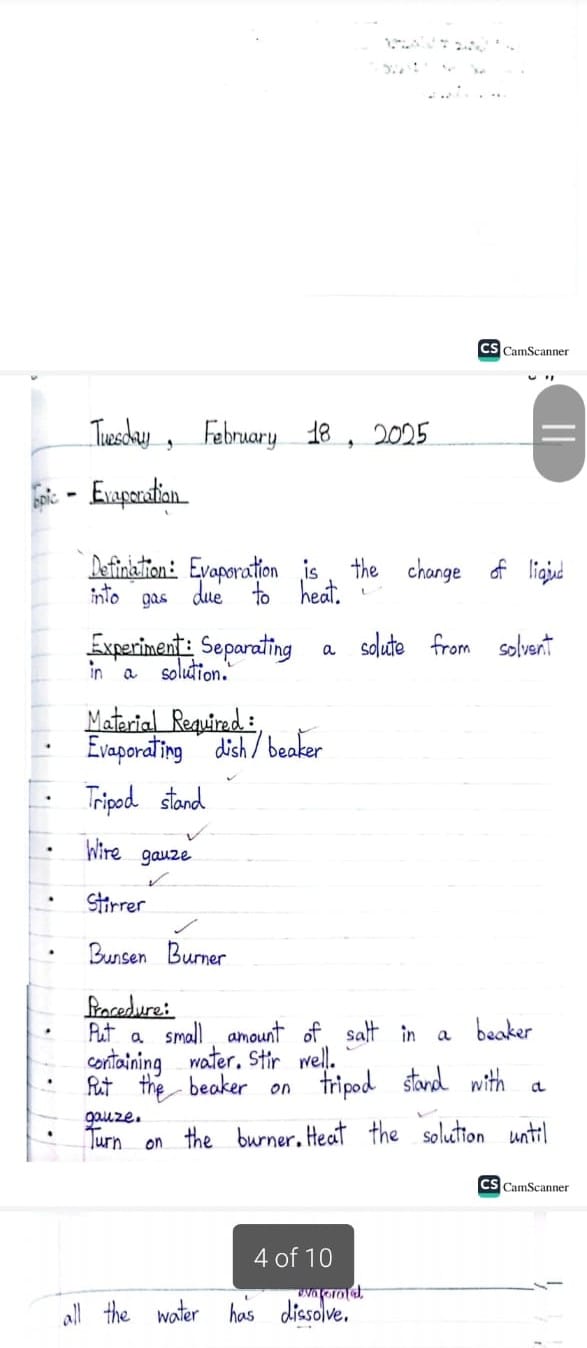 CS CamScanner
Tuesday, February 18, 2025
Topic - Evaporation
Defination: Evaporation is the change of liqiud
into gas due to heat.
Experiment: Separating a solute from solvent
in a solution.
Material Required:
• Evaporating dish/beaker
• Tripod stand
• Wire gauze
• Stirrer
• Bunsen Burner
Procedure:
• Put a small amount of salt in a beaker
containing water. Stir well.
• Put the beaker on tripod stand with a
gauze.
• Turn on the burner. Heat the solution until
CS CamScanner
4 of 10
evaporated.
all the water has dissolve.